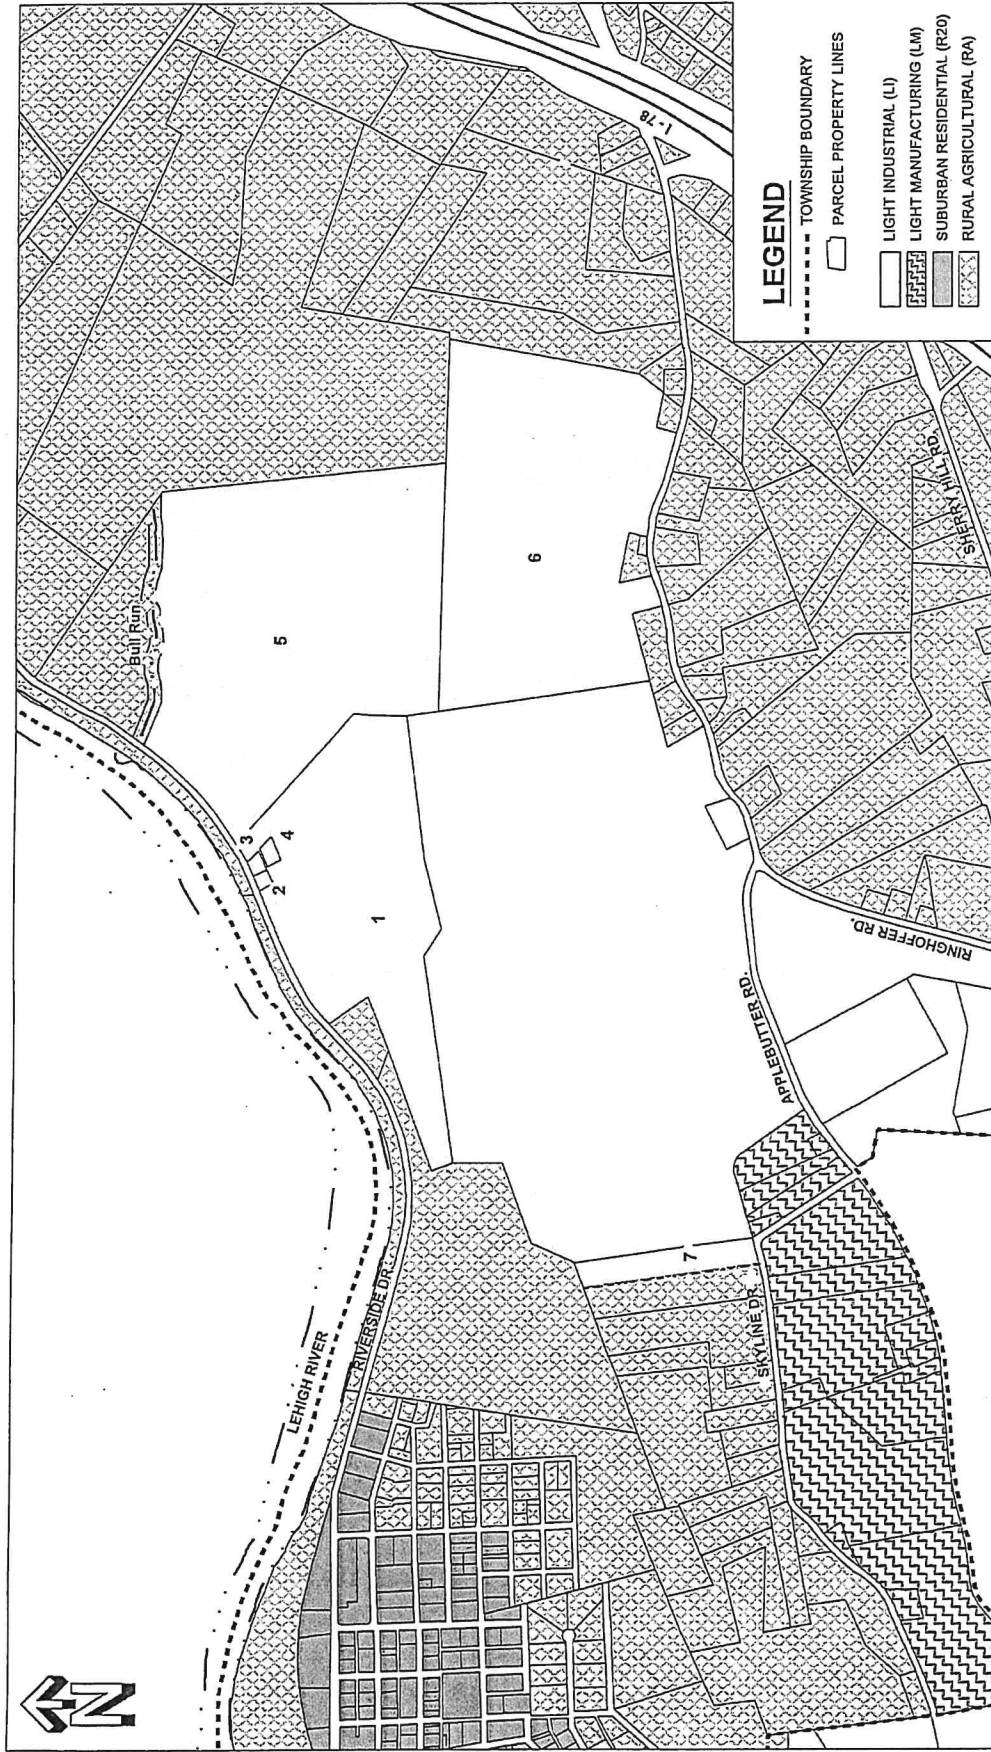 N
LEHIGH RIVER
RIVERSIDE DR.
Bull Run
1
2
3
4
5
6
7
SKYLINE DR.
APPLEBUTTER RD.
RINGHOFFER RD.
SHERRY HILL RD.
I-78
LEGEND
TOWNSHIP BOUNDARY
PARCEL PROPERTY LINES
LIGHT INDUSTRIAL (LI)
LIGHT MANUFACTURING (LM)
SUBURBAN RESIDENTIAL (R20)
RURAL AGRICULTURAL (RA)